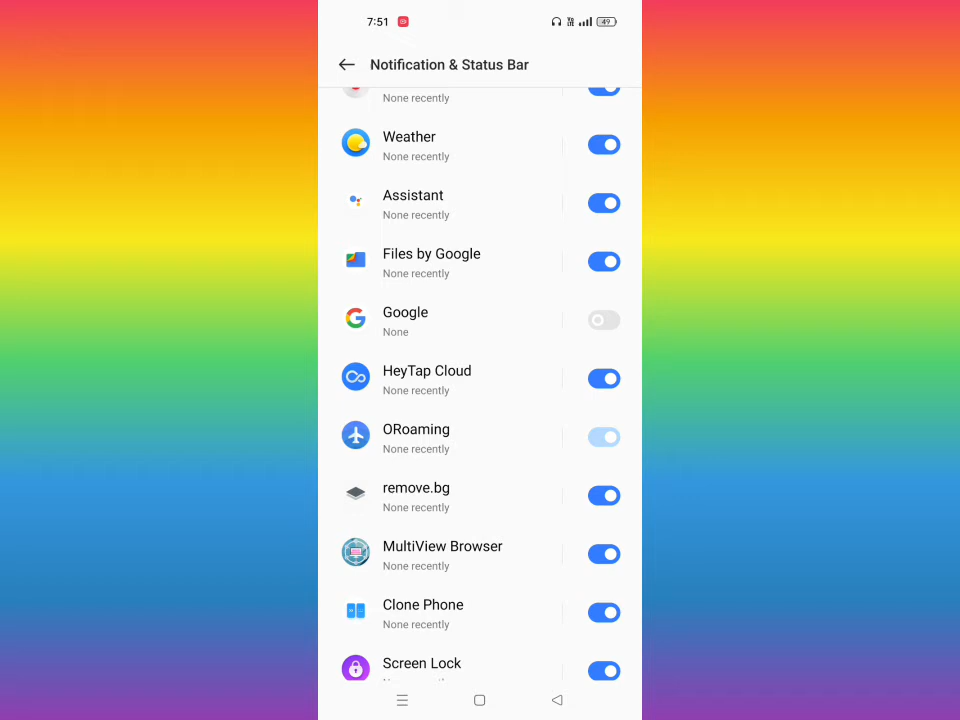 7:51
49
Notification & Status Bar
None recently
Weather
None recently
Assistant
None recently
Files by Google
None recently
Google
None
HeyTap Cloud
None recently
ORoaming
None recently
remove.bg
None recently
MultiView Browser
None recently
Clone Phone
None recently
Screen Lock